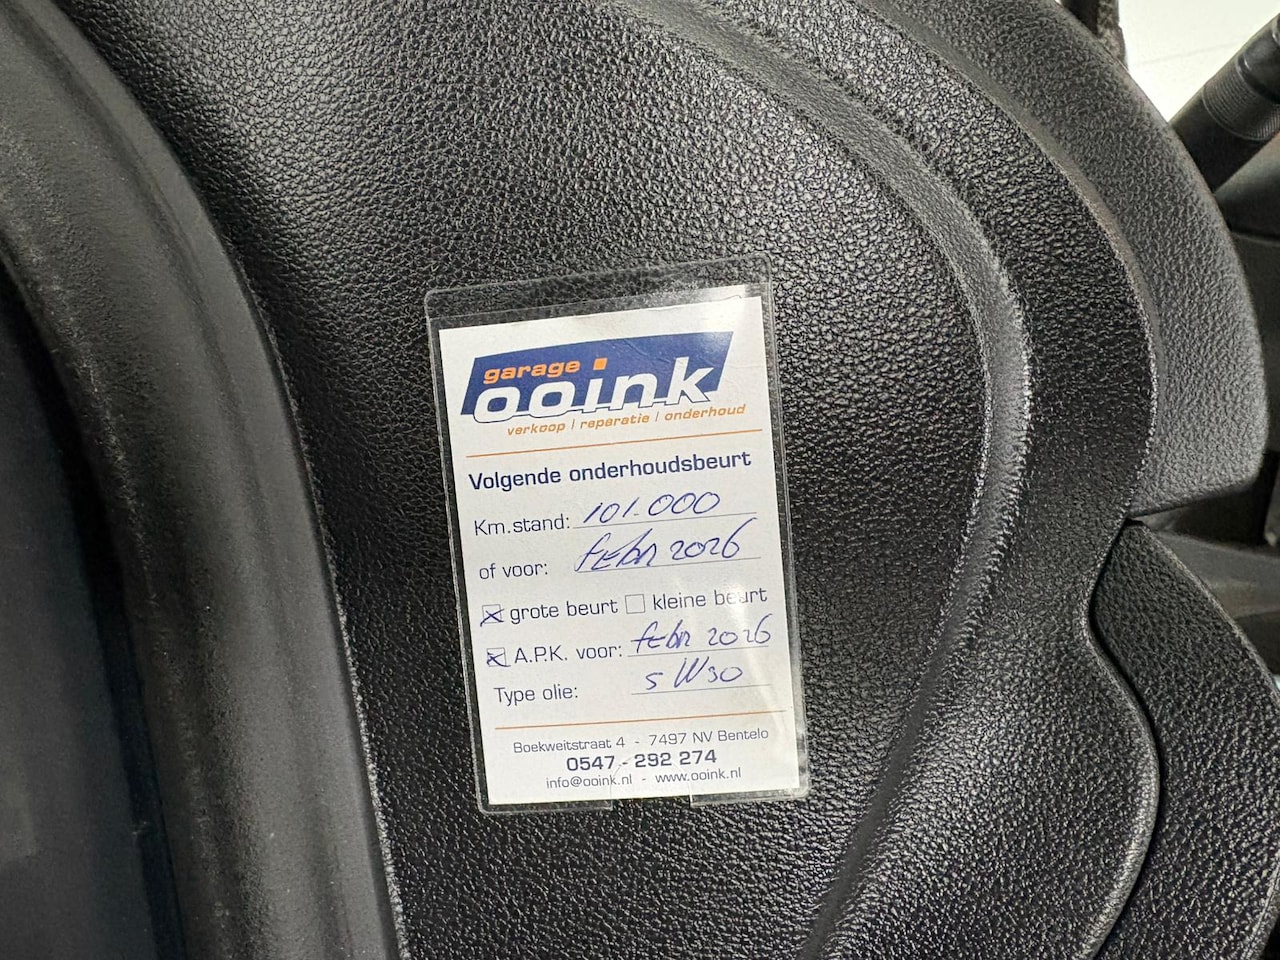 garage
ooink
verkoop | reparatie | onderhoud
Volgende onderhoudsbeurt
Km.stand: 101.000
of voor: febr 2026
grote beurt kleine beurt
A.P.K. voor: febr 2026
Type olie: 5W30
Boekweitstraat 4 - 7497 NV Bentelo
0547 - 292 274
info@ooink.nl - www.ooink.nl